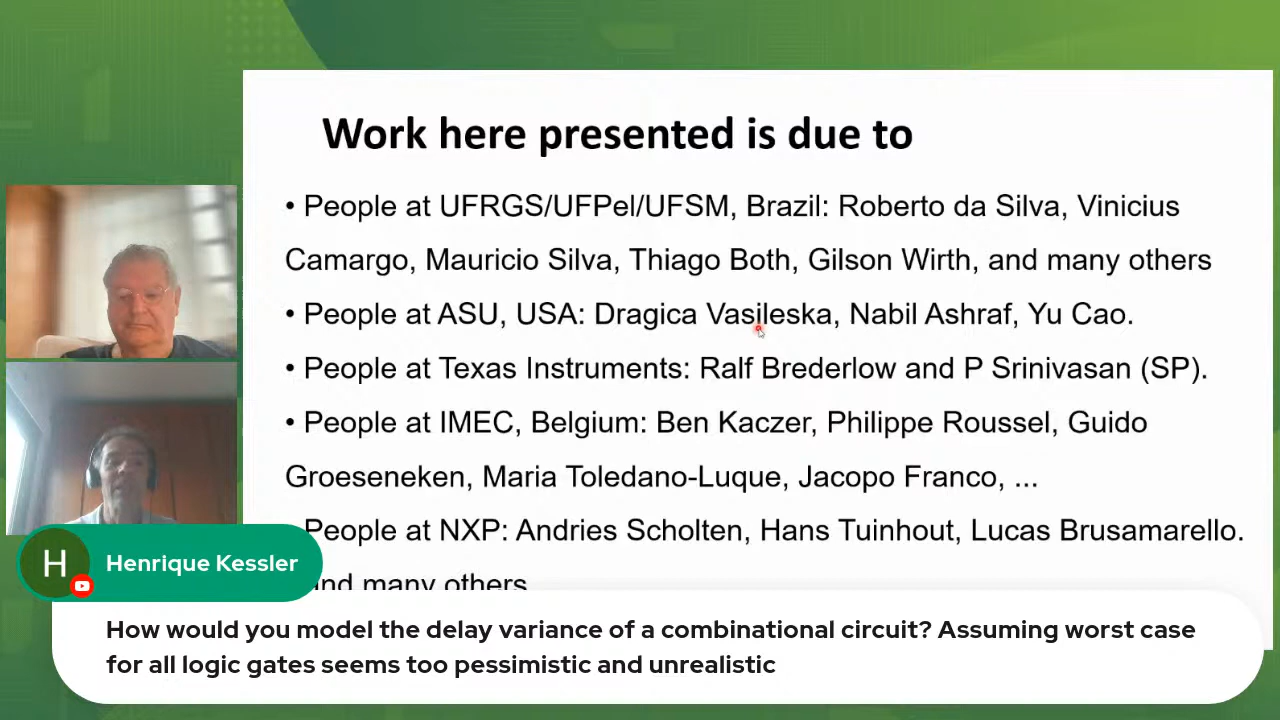 Work here presented is due to
• People at UFRGS/UFPel/UFSM, Brazil: Roberto da Silva, Vinicius
Camargo, Mauricio Silva, Thiago Both, Gilson Wirth, and many others
• People at ASU, USA: Dragica Vasileska, Nabil Ashraf, Yu Cao.
• People at Texas Instruments: Ralf Brederlow and P Srinivasan (SP).
• People at IMEC, Belgium: Ben Kaczer, Philippe Roussel, Guido
Groeseneken, Maria Toledano-Luque, Jacopo Franco, ...
People at NXP: Andries Scholten, Hans Tuinhout, Lucas Brusamarello.
and many others
H
Henrique Kessler
How would you model the delay variance of a combinational circuit? Assuming worst case
for all logic gates seems too pessimistic and unrealistic